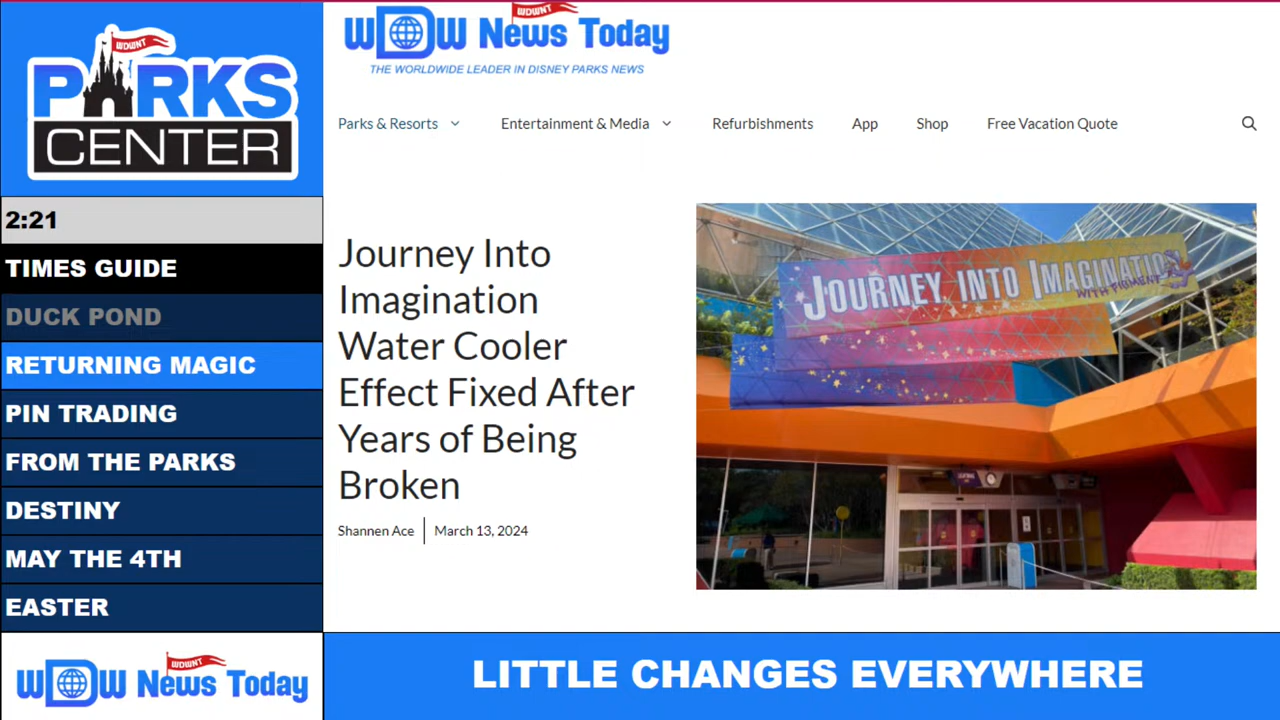 WDWNT
PARKS
CENTER
2:21
TIMES GUIDE
DUCK POND
RETURNING MAGIC
PIN TRADING
FROM THE PARKS
DESTINY
MAY THE 4TH
EASTER
WDWNT
WDW News Today
WDWNT
WDW News Today
THE WORLDWIDE LEADER IN DISNEY PARKS NEWS
Parks & Resorts Entertainment & Media Refurbishments App Shop Free Vacation Quote
Journey Into
Imagination
Water Cooler
Effect Fixed After
Years of Being
Broken
Shannen Ace March 13, 2024
JOURNEY INTO IMAGINATION
WITH FIGMENT
LITTLE CHANGES EVERYWHERE